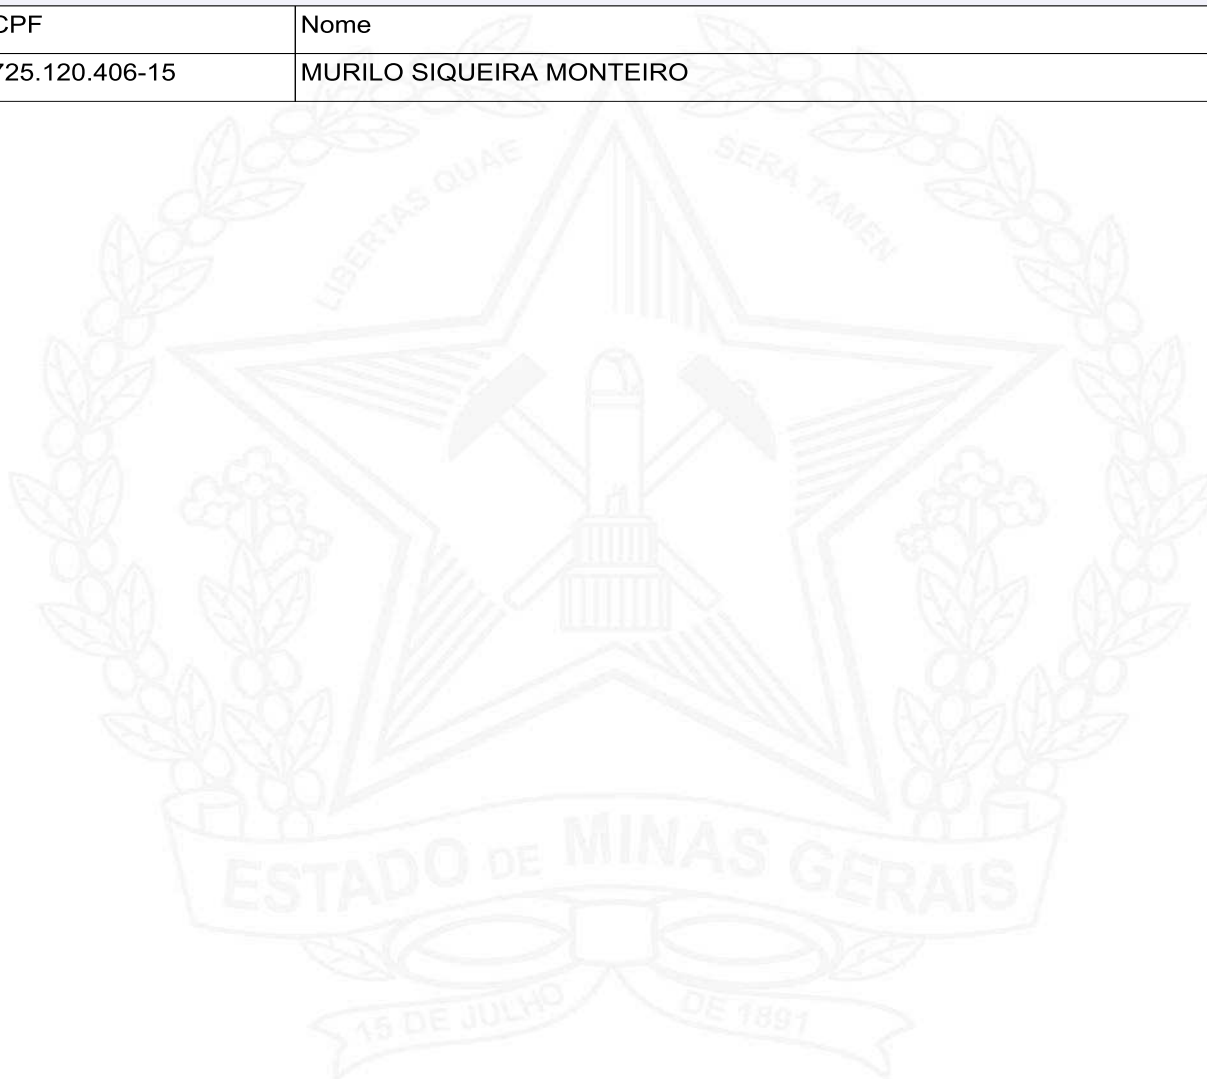 CPF Nome
725.120.406-15 MURILO SIQUEIRA MONTEIRO
LIBERTAS QUAE SERA TAMEN
ESTADO DE MINAS GERAIS
15 DE JULHO DE 1891